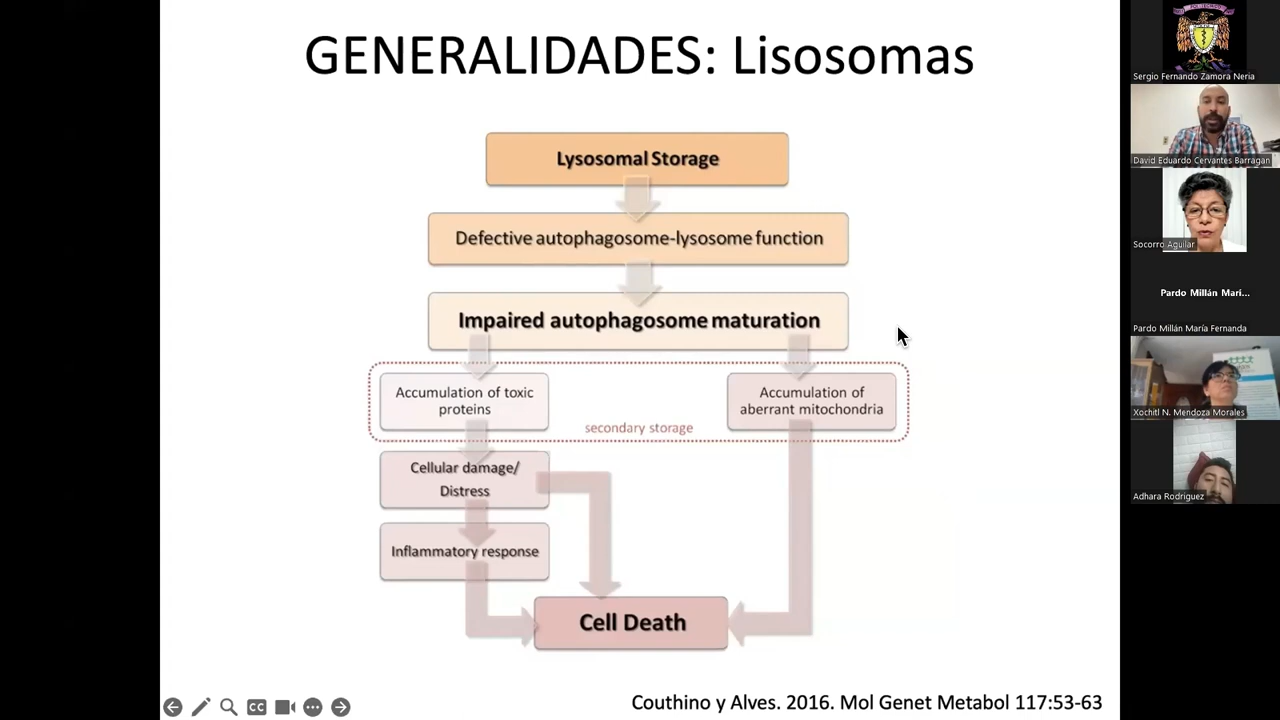 GENERALIDADES: Lisosomas
Lysosomal Storage
Defective autophagosome-lysosome function
Impaired autophagosome maturation
Accumulation of toxic
proteins
Accumulation of
aberrant mitochondria
secondary storage
Cellular damage/
Distress
Inflammatory response
Cell Death
Couthino y Alves. 2016. Mol Genet Metabol 117:53-63
CC
POLITECNICO
Sergio Fernando Zamora Neria
David Eduardo Cervantes Barragan
Socorro Aguilar
Pardo Millán Mari...
Pardo Millán María Fernanda
Xochitl N. Mendoza Morales
Adhara Rodriguez